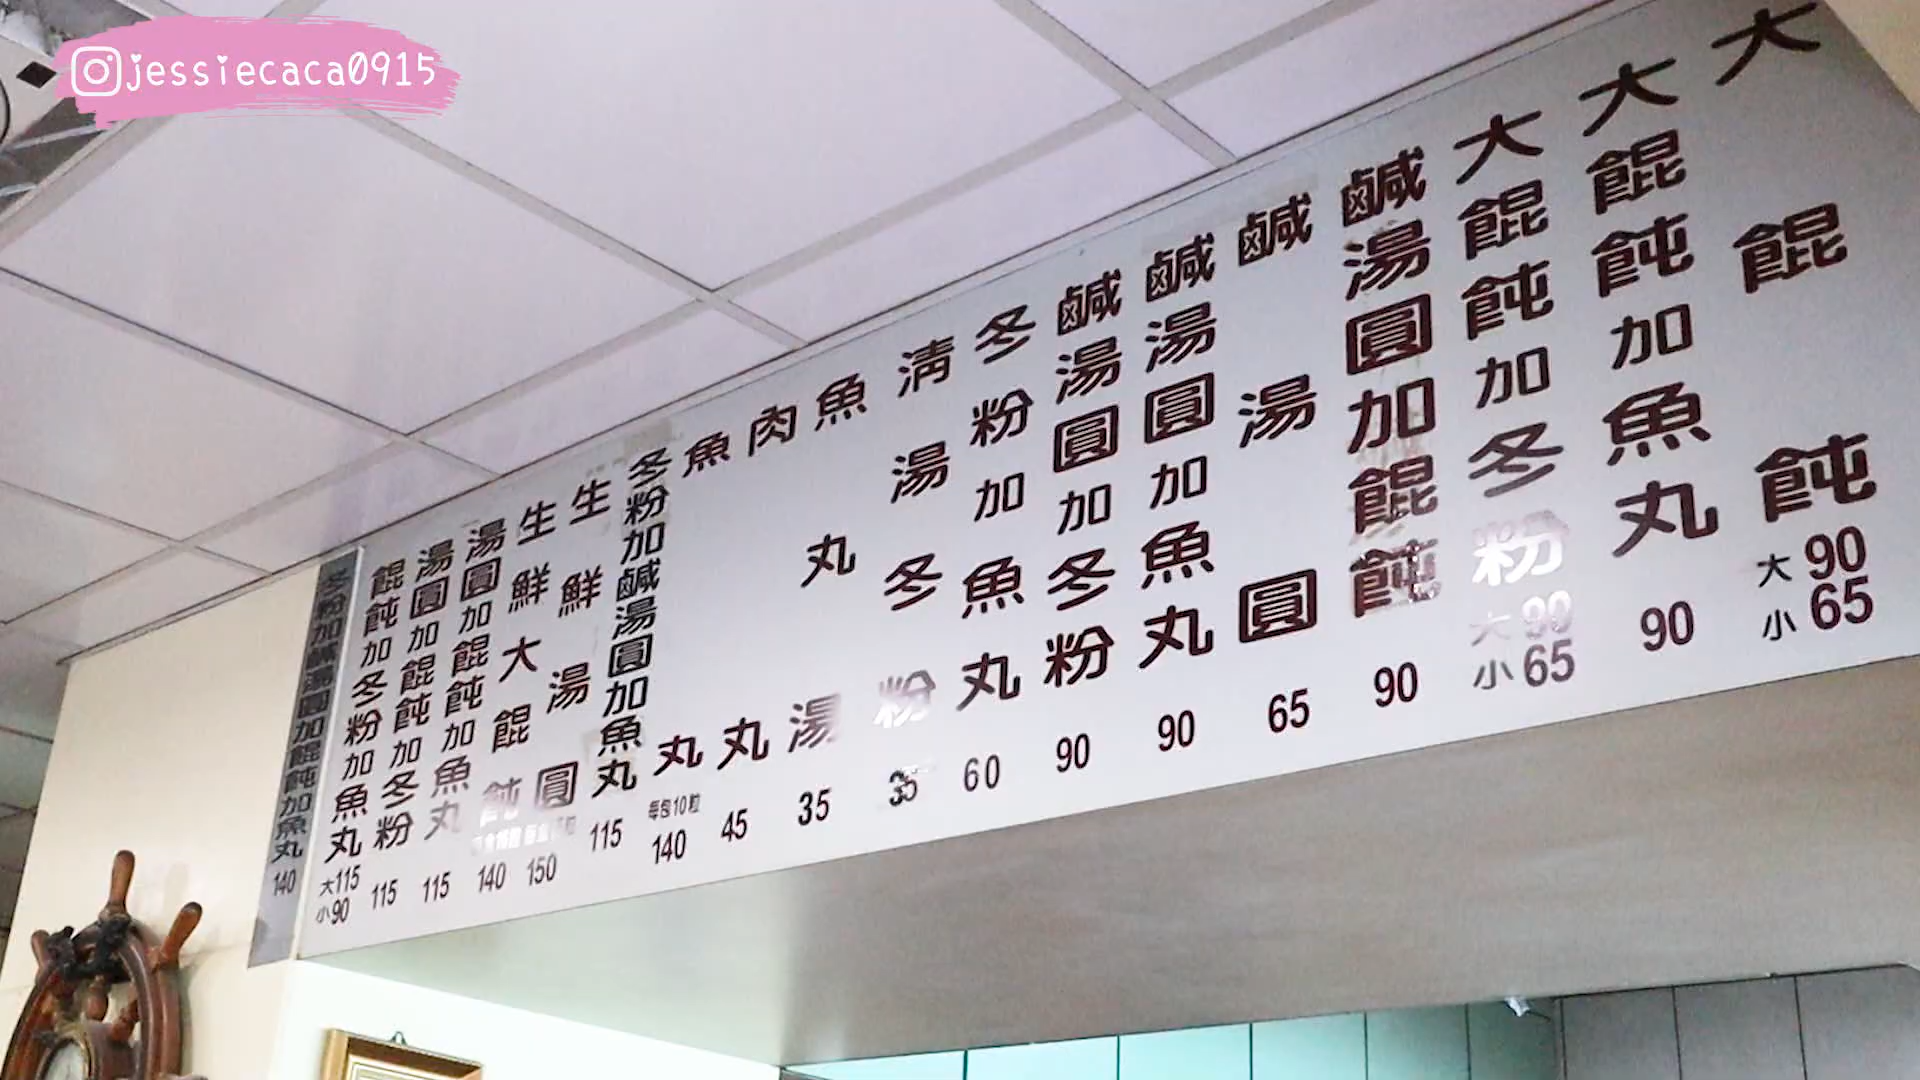 jessiecaca0915
大餛飩 大90 小65
大餛飩加魚丸 90
大餛飩加冬粉 大90 小65
鹹湯圓加餛飩 90
鹹湯圓 65
鹹湯圓加魚丸 90
鹹湯圓加冬粉 90
冬粉加魚丸 60
清湯冬粉 35
魚丸湯 35
肉丸 45
魚丸 每包10粒 140
冬粉加鹹湯圓加魚丸 115
生鮮湯圓 150
生鮮大餛飩 140
湯圓加餛飩加魚丸 115
湯圓加餛飩加冬粉 115
餛飩加冬粉加魚丸 大115 小90
冬粉加鹹湯圓加餛飩加魚丸 140